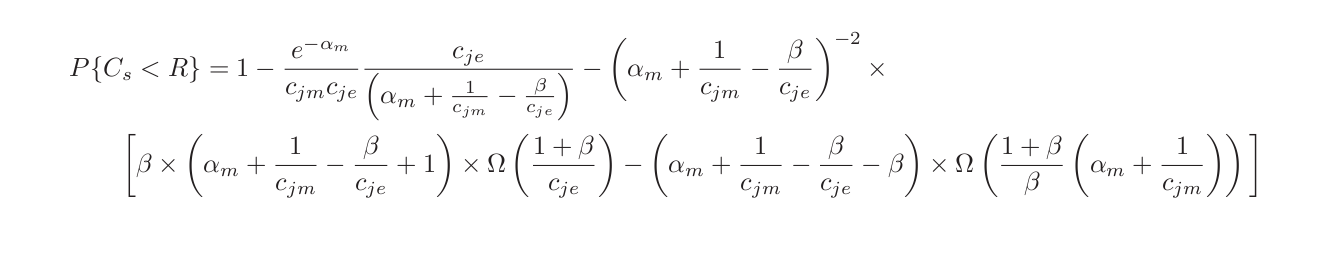 P\{C_s < R\} = 1 - \frac{e^{-\alpha_m}}{c_{jm}c_{je}} \frac{c_{je}}{\left(\alpha_m + \frac{1}{c_{jm}} - \frac{\beta}{c_{je}}\right)} - \left(\alpha_m + \frac{1}{c_{jm}} - \frac{\beta}{c_{je}}\right)^{-2} \times
\left[\beta \times \left(\alpha_m + \frac{1}{c_{jm}} - \frac{\beta}{c_{je}} + 1\right) \times \Omega\left(\frac{1+\beta}{c_{je}}\right) - \left(\alpha_m + \frac{1}{c_{jm}} - \frac{\beta}{c_{je}} - \beta\right) \times \Omega\left(\frac{1+\beta}{\beta}\left(\alpha_m + \frac{1}{c_{jm}}\right)\right)\right]